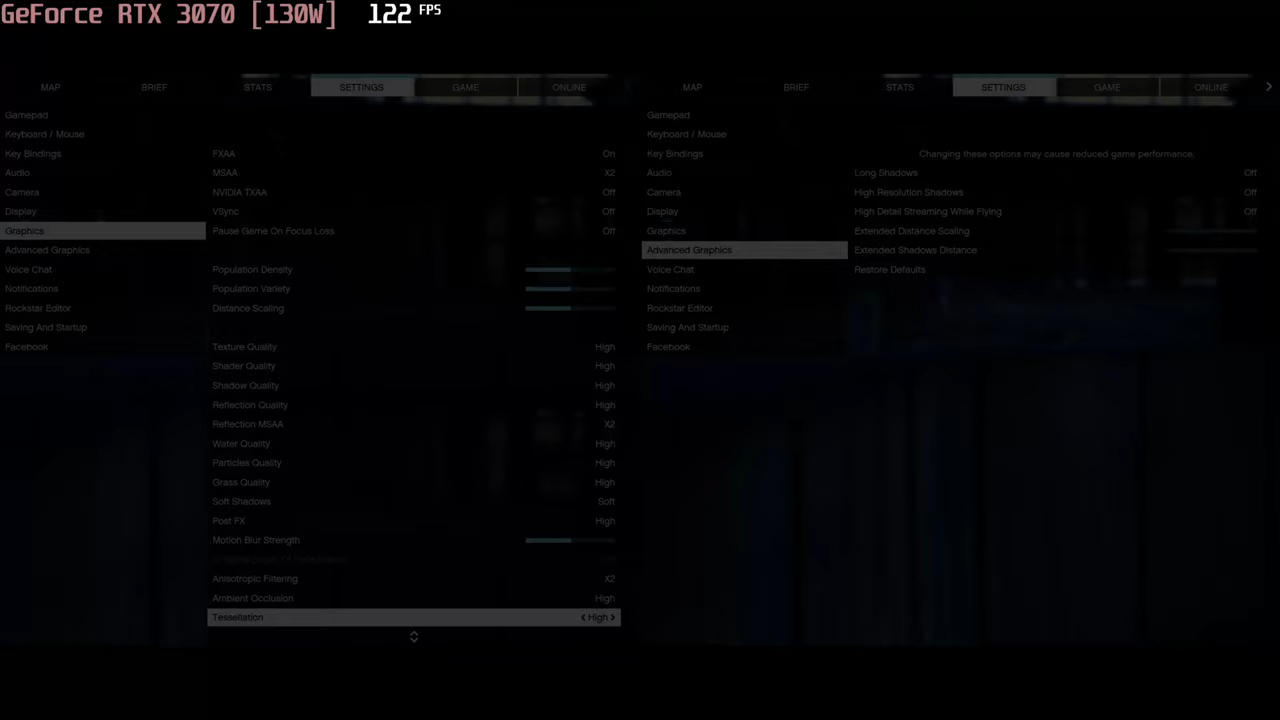 GeForce RTX 3070 [130W] 122 FPS
MAP BRIEF STATS SETTINGS GAME ONLINE
Gamepad
Keyboard / Mouse
Key Bindings FXAA On
Audio MSAA X2
Camera NVIDIA TXAA Off
Display VSync Off
Graphics Pause Game On Focus Loss Off
Advanced Graphics
Voice Chat Population Density
Notifications Population Variety
Rockstar Editor Distance Scaling
Saving And Startup
Facebook Texture Quality High
Shader Quality High
Shadow Quality High
Reflection Quality High
Reflection MSAA X2
Water Quality High
Particles Quality High
Grass Quality High
Soft Shadows Soft
Post FX High
Motion Blur Strength
Anisotropic Filtering X2
Ambient Occlusion High
Tessellation High
MAP BRIEF STATS SETTINGS GAME ONLINE
Gamepad
Keyboard / Mouse
Key Bindings Changing these options may cause reduced game performance.
Audio Long Shadows Off
Camera High Resolution Shadows Off
Display High Detail Streaming While Flying Off
Graphics Extended Distance Scaling
Advanced Graphics Extended Shadows Distance
Voice Chat Restore Defaults
Notifications
Rockstar Editor
Saving And Startup
Facebook